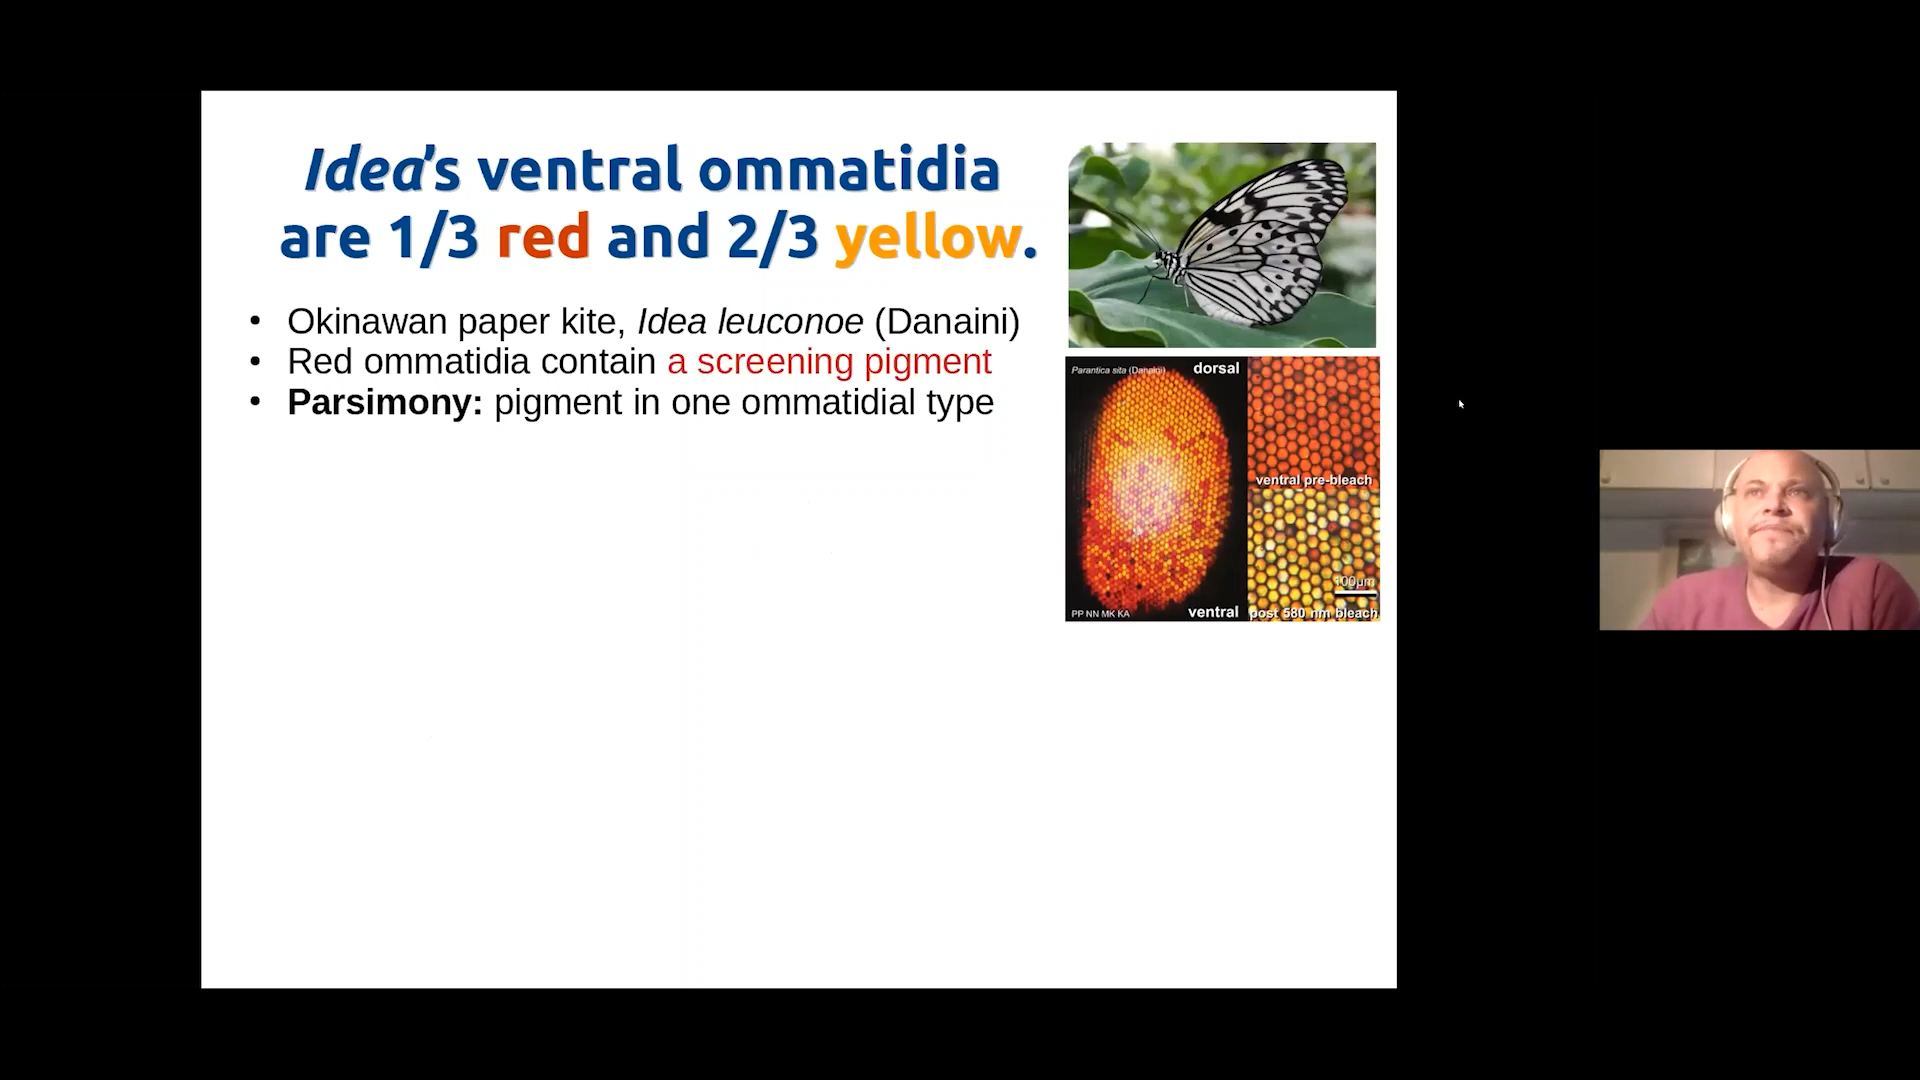 Idea's ventral ommatidia
are 1/3 red and 2/3 yellow.
• Okinawan paper kite, Idea leuconoe (Danaini)
• Red ommatidia contain a screening pigment
• Parsimony: pigment in one ommatidial type
Parantica sita (Danaini)
dorsal
ventral pre-bleach
100µm
PP NN MK KA
ventral
post 580 nm bleach